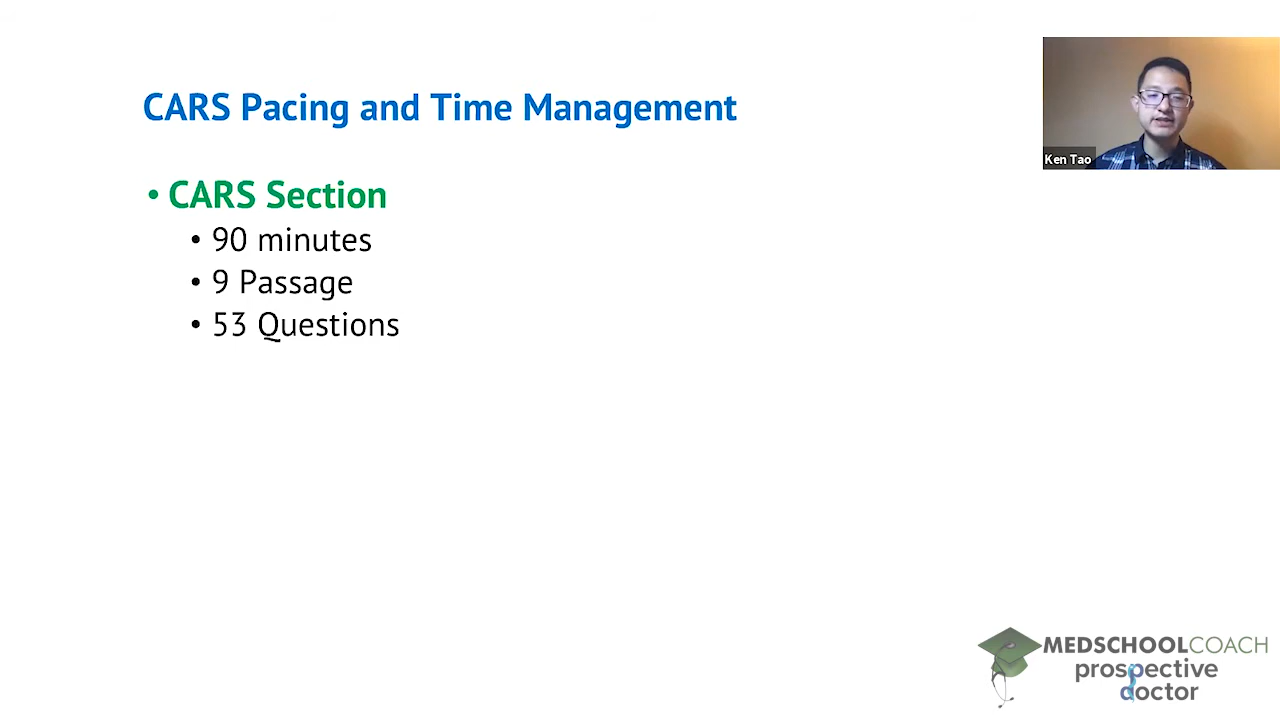 CARS Pacing and Time Management
Ken Tao
• CARS Section
• 90 minutes
• 9 Passage
• 53 Questions
MEDSCHOOLCOACH
prospective
doctor